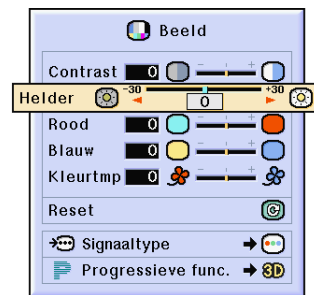 Beeld
Contrast 0 - +
Helder -30 0 +30
Rood 0 - +
Blauw 0 - +
Kleurtmp 0 - +
Reset
Signaaltype
Progressieve func. 3D